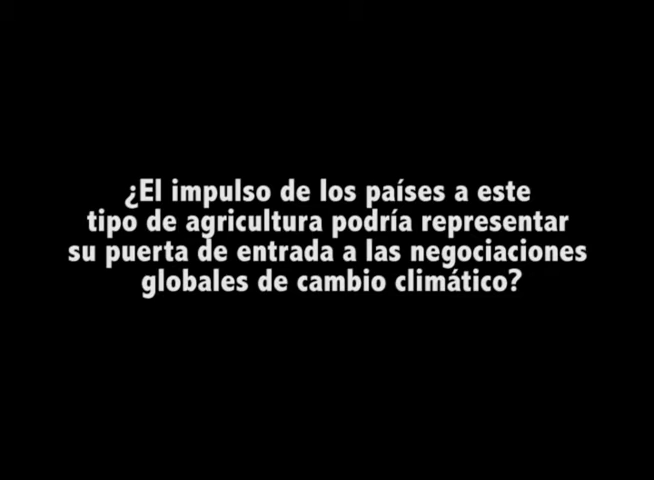 ¿El impulso de los países a este
tipo de agricultura podría representar
su puerta de entrada a las negociaciones
globales de cambio climático?